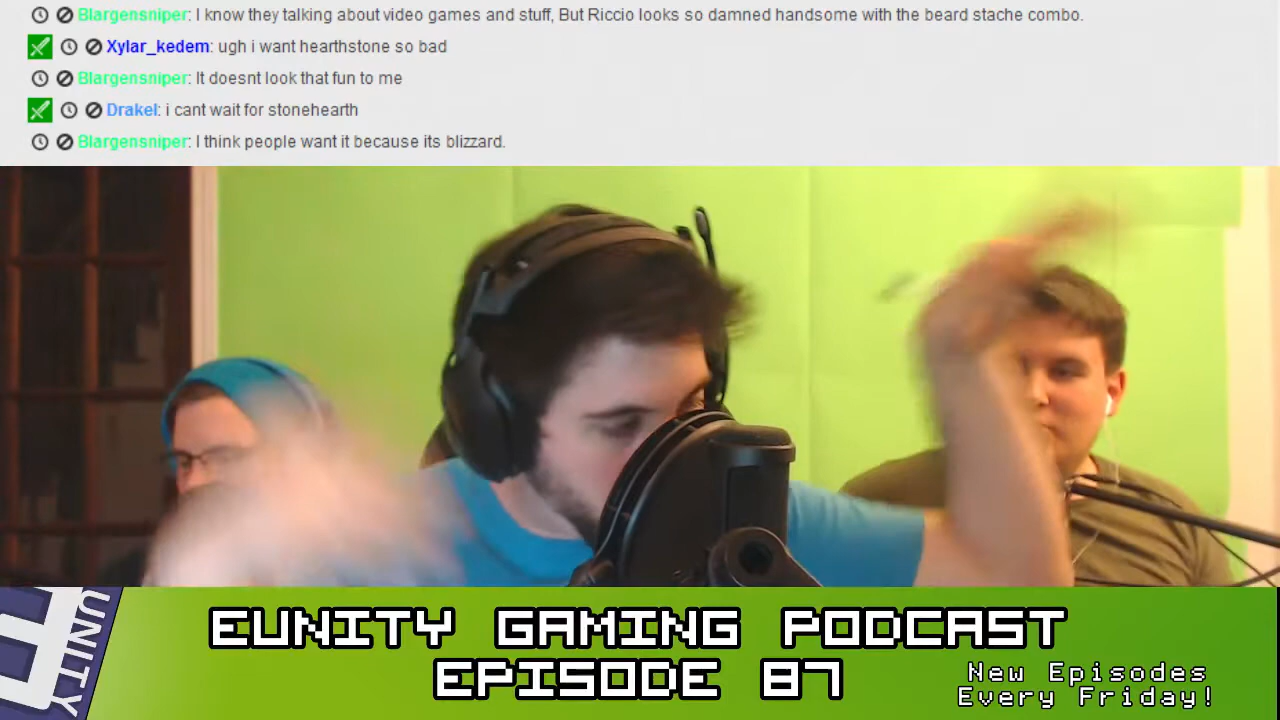 Blargensniper: I know they talking about video games and stuff, But Riccio looks so damned handsome with the beard stache combo.
Xylar_kedem: ugh i want hearthstone so bad
Blargensniper: It doesnt look that fun to me
Drakel: i cant wait for stonehearth
Blargensniper: I think people want it because its blizzard.
EUNITY GAMING PODCAST
EPISODE 87
New Episodes
Every Friday!
E
UNITY